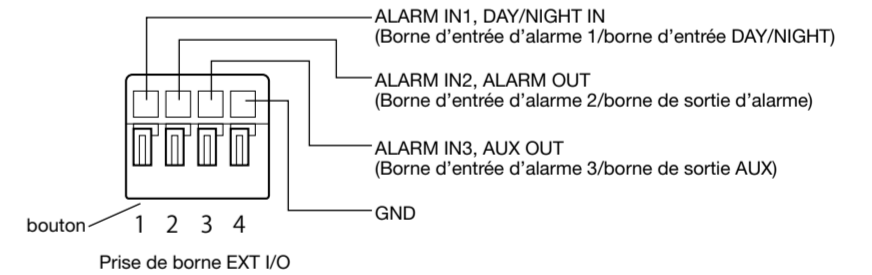 ALARM IN1, DAY/NIGHT IN
(Borne d'entrée d'alarme 1/borne d'entrée DAY/NIGHT)
ALARM IN2, ALARM OUT
(Borne d'entrée d'alarme 2/borne de sortie d'alarme)
ALARM IN3, AUX OUT
(Borne d'entrée d'alarme 3/borne de sortie AUX)
GND
bouton
1 2 3 4
Prise de borne EXT I/O